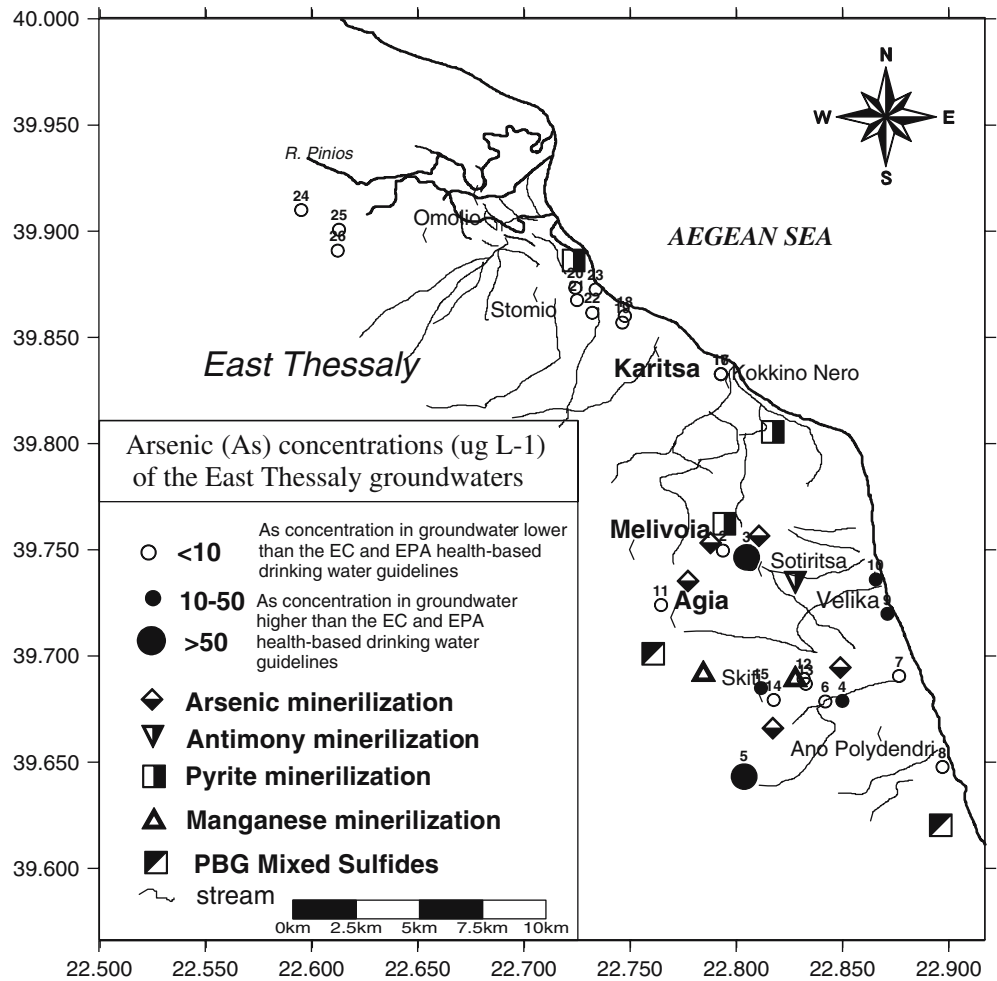 40.000
39.950
39.900
39.850
39.800
39.750
39.700
39.650
39.600
N
W
E
S
R. Pinios
24
25
26
Omolio
AEGEAN SEA
20
23
21
22
18
19
Stomio
East Thessaly
Karitsa
16
Kokkino Nero
Melivoia
2
3
Sotiritsa
10
11
Agia
Velika
9
Skiti
15
12
13
14
6
4
7
Ano Polydendri
8
5
Arsenic (As) concentrations (ug L-1)
of the East Thessaly groundwaters
<10
As concentration in groundwater lower
than the EC and EPA health-based
drinking water guidelines
10-50
>50
As concentration in groundwater
higher than the EC and EPA
health-based drinking water
guidelines
Arsenic minerilization
Antimony minerilization
Pyrite minerilization
Manganese minerilization
PBG Mixed Sulfides
stream
0km 2.5km 5km 7.5km 10km
22.500 22.550 22.600 22.650 22.700 22.750 22.800 22.850 22.900